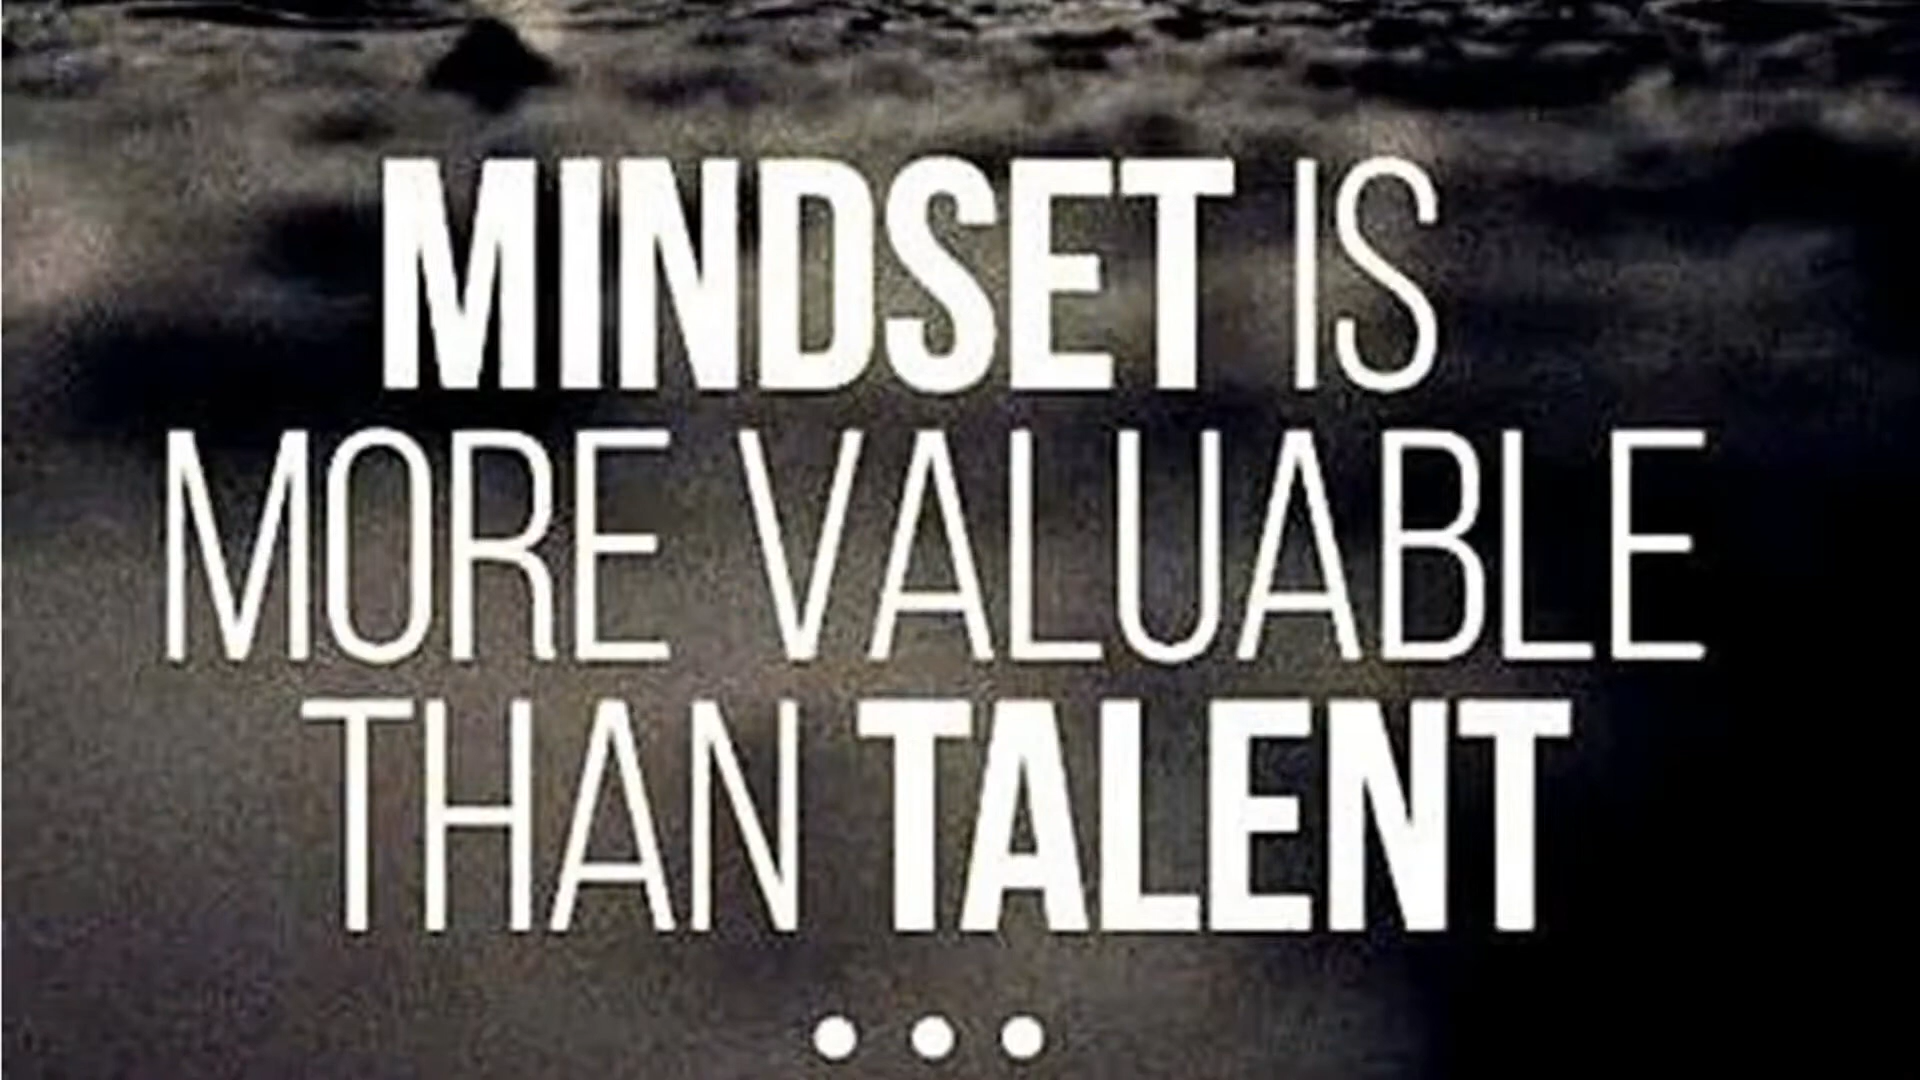 MINDSET IS
MORE VALUABLE
THAN TALENT
...